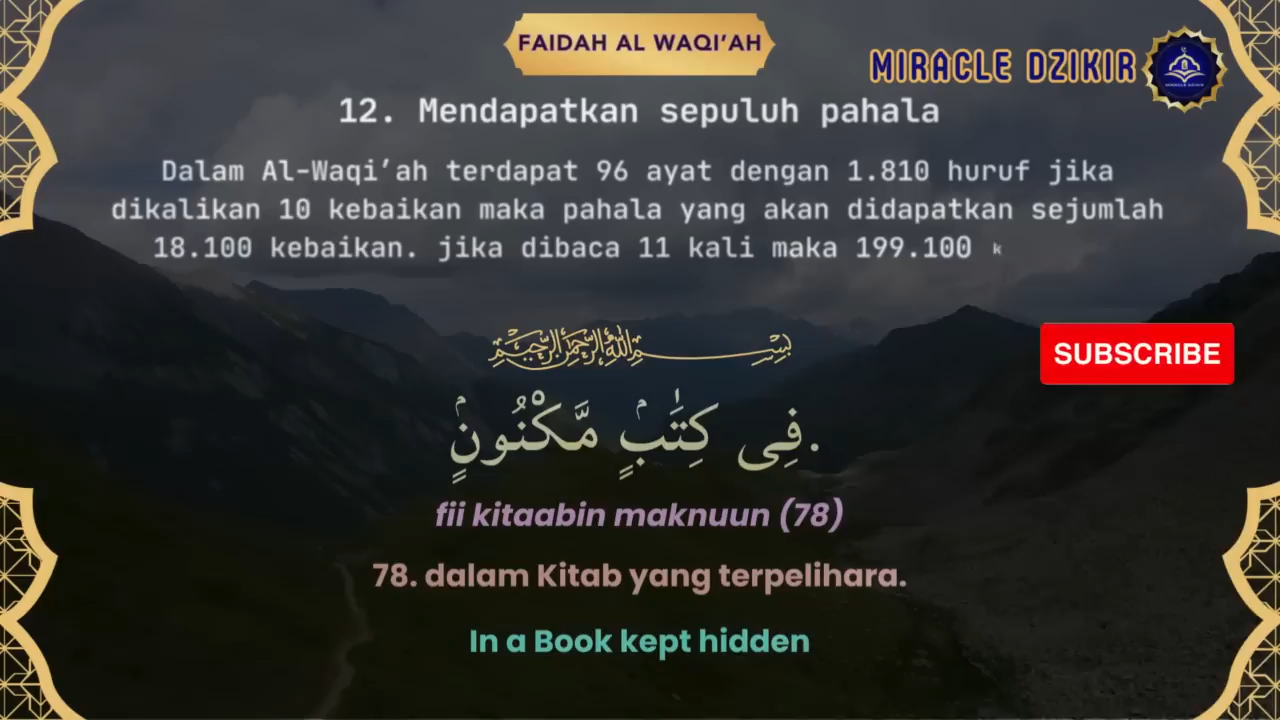 FAIDAH AL WAQI’AH
MIRACLE DZIKIR
12. Mendapatkan sepuluh pahala
Dalam Al-Waqi’ah terdapat 96 ayat dengan 1.810 huruf jika
dikalikan 10 kebaikan maka pahala yang akan didapatkan sejumlah
18.100 kebaikan. jika dibaca 11 kali maka 199.100 k
بِسْمِ اللَّهِ الرَّحْمَنِ الرَّحِيمِ
SUBSCRIBE
فِى كِتَٰبٍۢ مَّكْنُونٍۢ.
fii kitaabin maknuun (78)
78. dalam Kitab yang terpelihara.
In a Book kept hidden